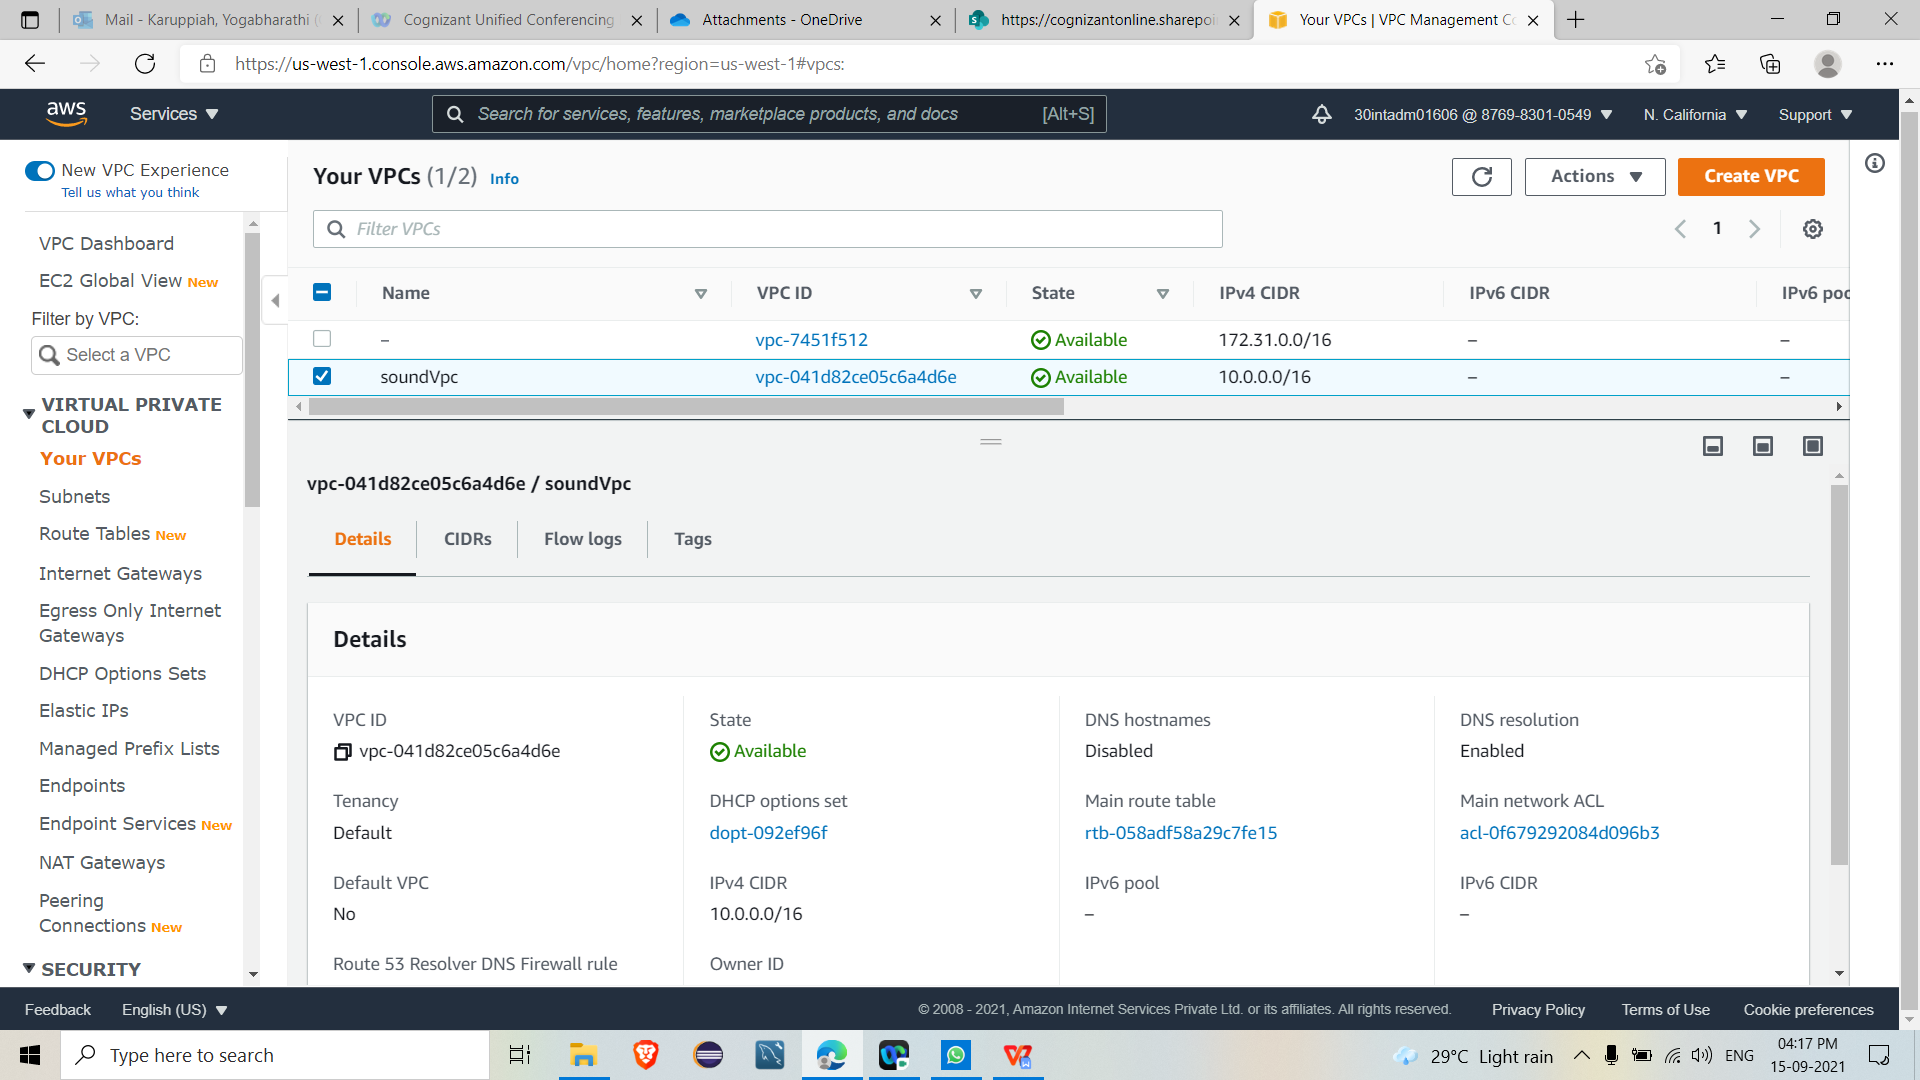 Mail - Karuppiah, Yogabharathi (
Cognizant Unified Conferencing
Attachments - OneDrive
https://cognizantonline.sharepoi
Your VPCs | VPC Management Co
https://us-west-1.console.aws.amazon.com/vpc/home?region=us-west-1#vpcs:
aws
Services
Search for services, features, marketplace products, and docs
[Alt+S]
30intadm01606 @ 8769-8301-0549
N. California
Support
New VPC Experience
Tell us what you think
VPC Dashboard
EC2 Global View New
Filter by VPC:
Select a VPC
VIRTUAL PRIVATE
CLOUD
Your VPCs
Subnets
Route Tables New
Internet Gateways
Egress Only Internet
Gateways
DHCP Options Sets
Elastic IPs
Managed Prefix Lists
Endpoints
Endpoint Services New
NAT Gateways
Peering
Connections New
SECURITY
Your VPCs (1/2) Info
Actions
Create VPC
Filter VPCs
1
Name VPC ID State IPv4 CIDR IPv6 CIDR IPv6 poo
– vpc-7451f512 Available 172.31.0.0/16 – –
soundVpc vpc-041d82ce05c6a4d6e Available 10.0.0.0/16 – –
vpc-041d82ce05c6a4d6e / soundVpc
Details CIDRs Flow logs Tags
Details
VPC ID
vpc-041d82ce05c6a4d6e
State
Available
DNS hostnames
Disabled
DNS resolution
Enabled
Tenancy
Default
DHCP options set
dopt-092ef96f
Main route table
rtb-058adf58a29c7fe15
Main network ACL
acl-0f679292084d096b3
Default VPC
No
IPv4 CIDR
10.0.0.0/16
IPv6 pool
–
IPv6 CIDR
–
Route 53 Resolver DNS Firewall rule
Owner ID
Feedback
English (US)
© 2008 - 2021, Amazon Internet Services Private Ltd. or its affiliates. All rights reserved.
Privacy Policy
Terms of Use
Cookie preferences
Type here to search
29°C Light rain
ENG
04:17 PM
15-09-2021